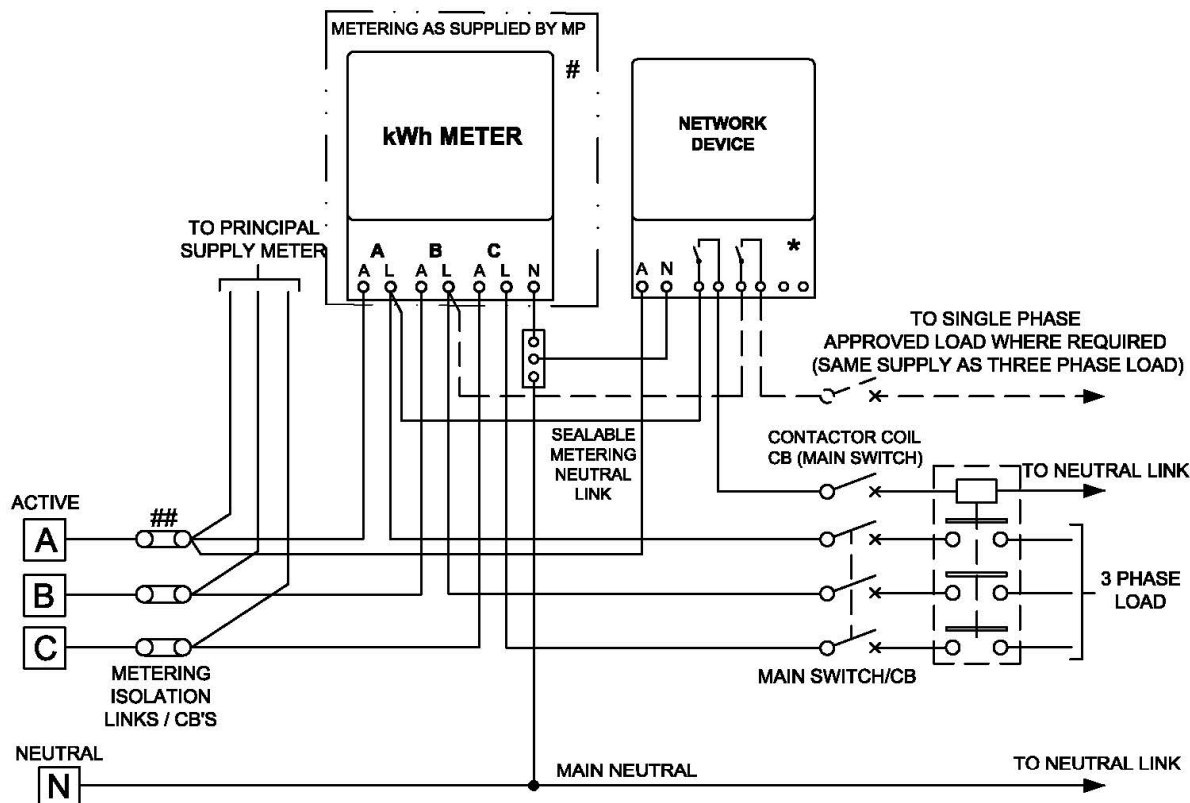 METERING AS SUPPLIED BY MP
#
kWh METER
NETWORK
DEVICE
TO PRINCIPAL
SUPPLY METER
A B C
A L A L A L N
A N
*
TO SINGLE PHASE
APPROVED LOAD WHERE REQUIRED
(SAME SUPPLY AS THREE PHASE LOAD)
SEALABLE
METERING
NEUTRAL
LINK
CONTACTOR COIL
CB (MAIN SWITCH)
TO NEUTRAL LINK
ACTIVE
##
A
B
C
3 PHASE
LOAD
METERING
ISOLATION
LINKS / CB'S
MAIN SWITCH/CB
NEUTRAL
N
MAIN NEUTRAL
TO NEUTRAL LINK